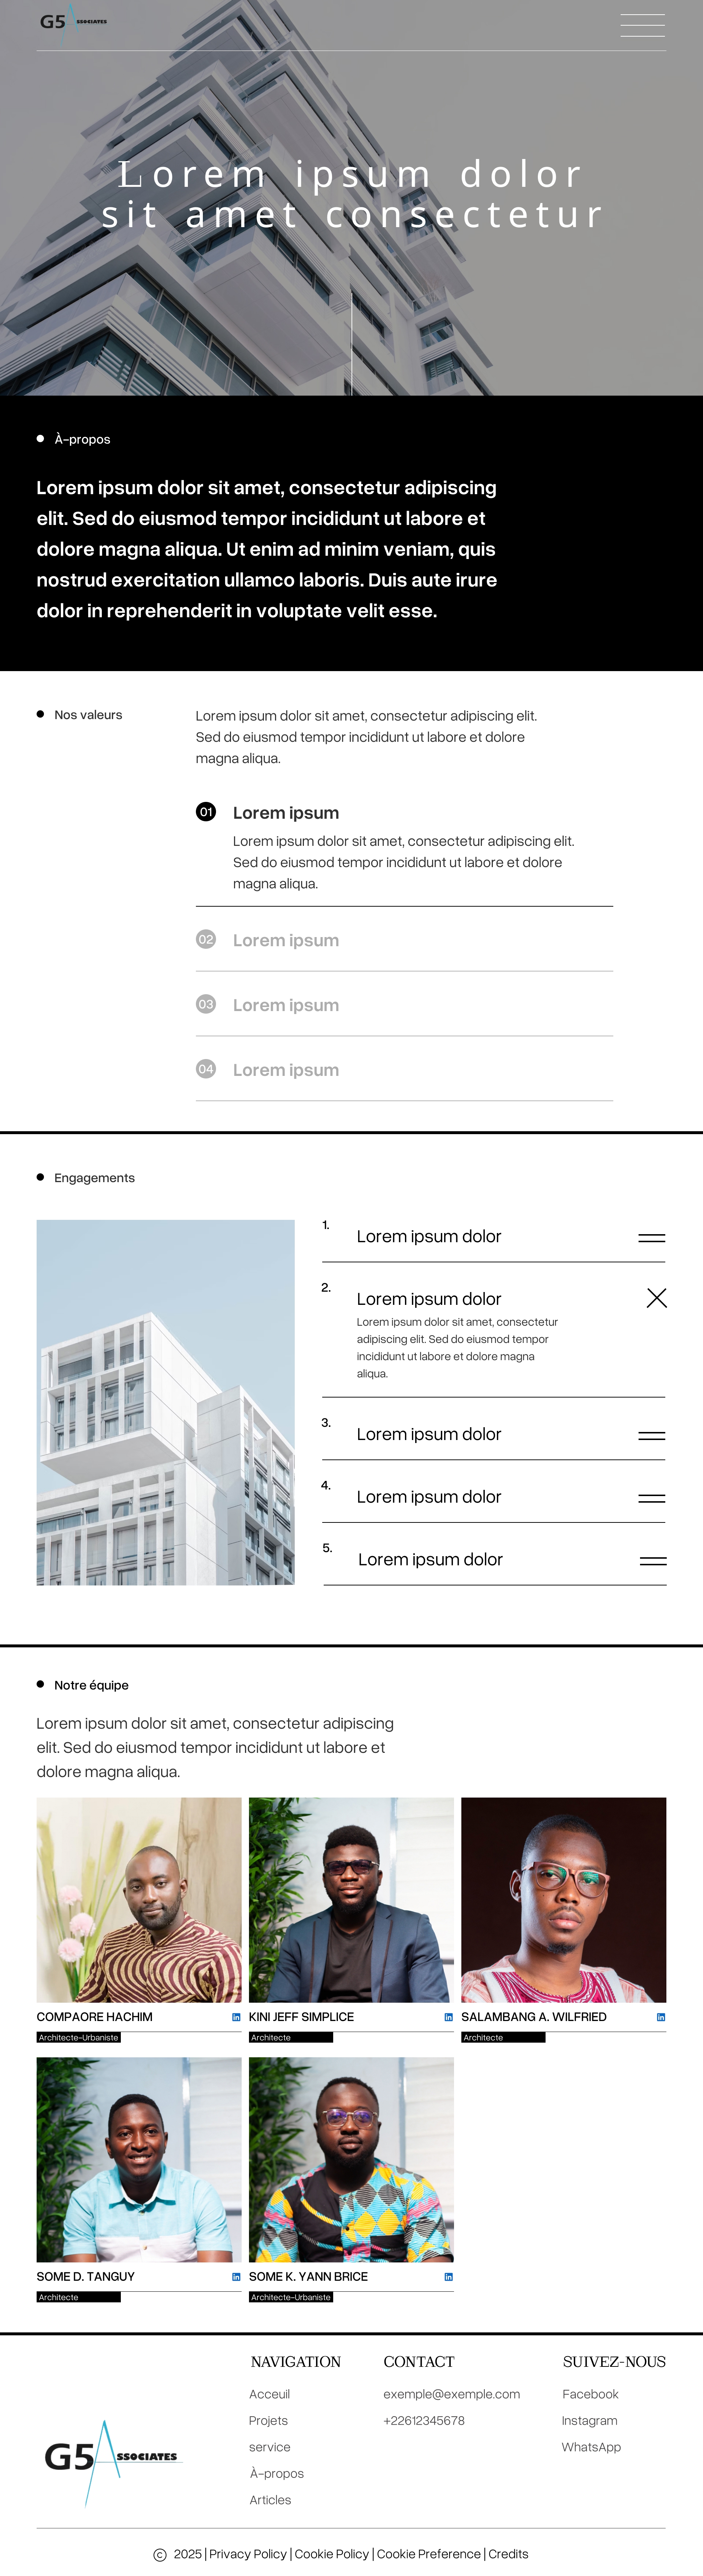 G5 ASSOCIATES
Lorem ipsum dolor
sit amet consectetur
À-propos
Lorem ipsum dolor sit amet, consectetur adipiscing
elit. Sed do eiusmod tempor incididunt ut labore et
dolore magna aliqua. Ut enim ad minim veniam, quis
nostrud exercitation ullamco laboris. Duis aute irure
dolor in reprehenderit in voluptate velit esse.
Nos valeurs
Lorem ipsum dolor sit amet, consectetur adipiscing elit.
Sed do eiusmod tempor incididunt ut labore et dolore
magna aliqua.
01 Lorem ipsum
Lorem ipsum dolor sit amet, consectetur adipiscing elit.
Sed do eiusmod tempor incididunt ut labore et dolore
magna aliqua.
02 Lorem ipsum
03 Lorem ipsum
04 Lorem ipsum
Engagements
1. Lorem ipsum dolor
2. Lorem ipsum dolor
Lorem ipsum dolor sit amet, consectetur
adipiscing elit. Sed do eiusmod tempor
incididunt ut labore et dolore magna
aliqua.
3. Lorem ipsum dolor
4. Lorem ipsum dolor
5. Lorem ipsum dolor
Notre équipe
Lorem ipsum dolor sit amet, consectetur adipiscing
elit. Sed do eiusmod tempor incididunt ut labore et
dolore magna aliqua.
COMPAORE HACHIM in
Architecte-Urbaniste
KINI JEFF SIMPLICE in
Architecte
SALAMBANG A. WILFRIED in
Architecte
SOME D. TANGUY in
Architecte
SOME K. YANN BRICE in
Architecte-Urbaniste
G5 ASSOCIATES
NAVIGATION
Acceuil
Projets
service
À-propos
Articles
CONTACT
exemple@exemple.com
+22612345678
SUIVEZ-NOUS
Facebook
Instagram
WhatsApp
© 2025 | Privacy Policy | Cookie Policy | Cookie Preference | Credits